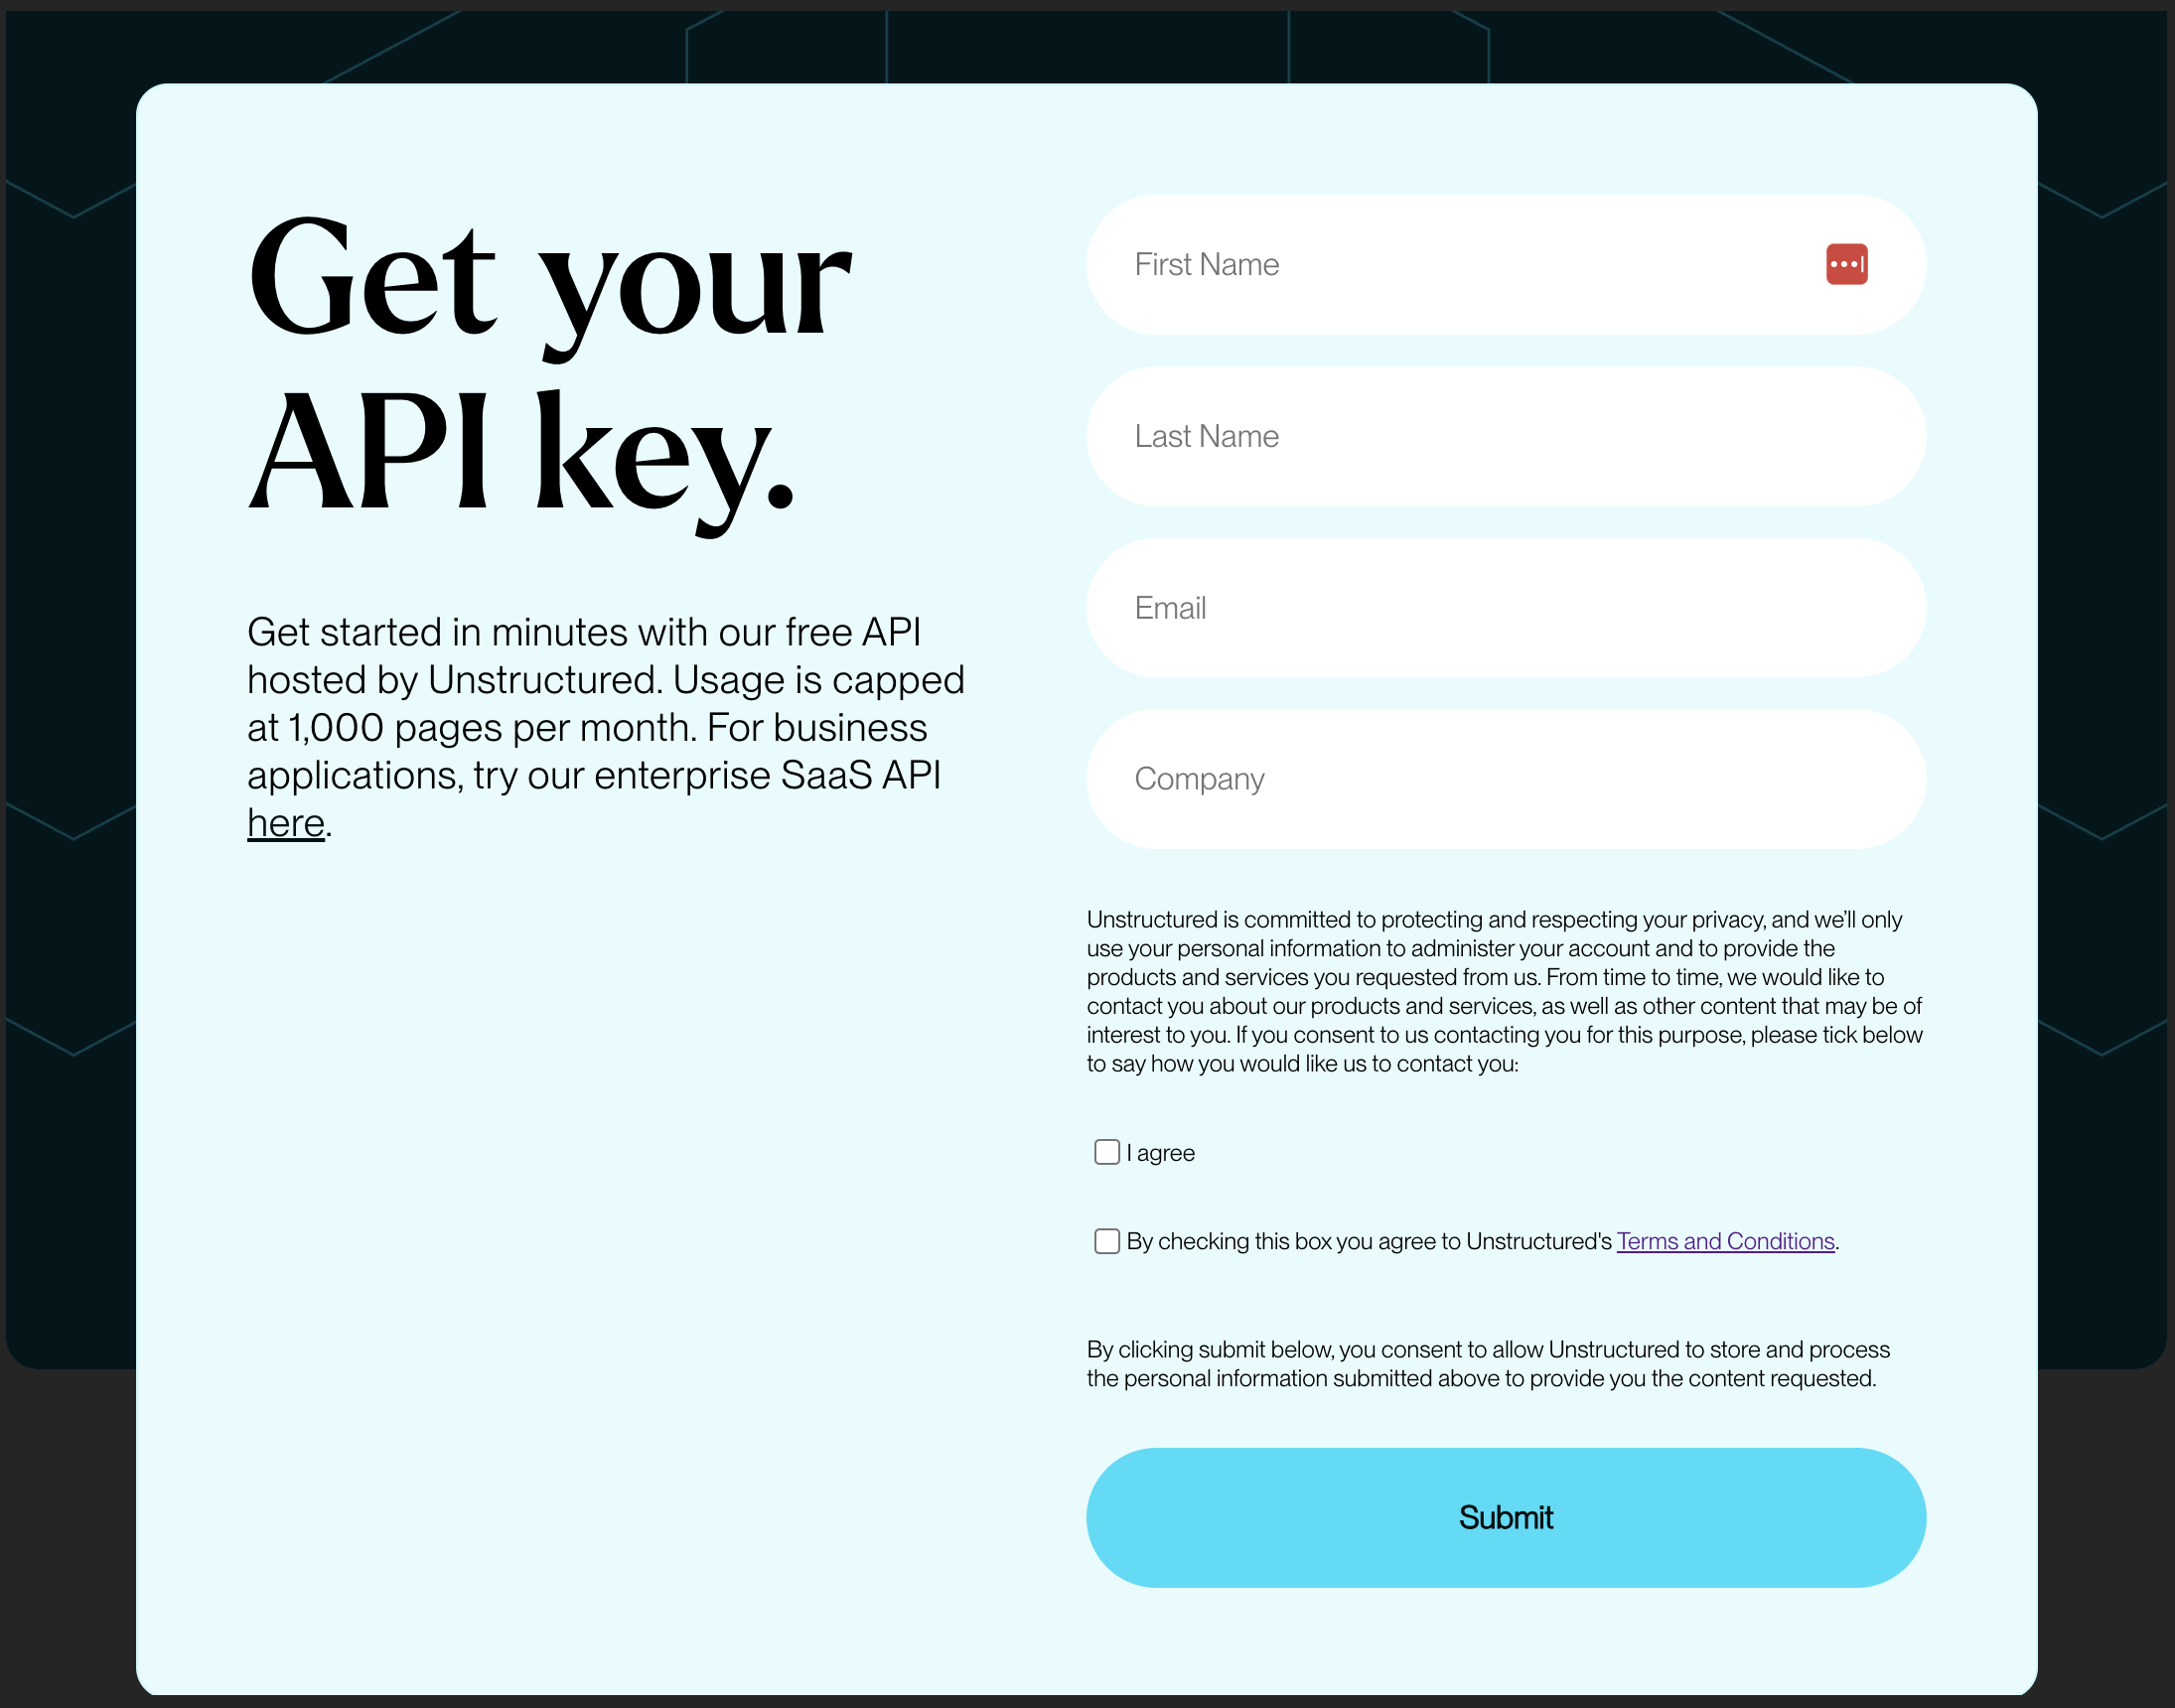 Get your
API key.
Get started in minutes with our free API
hosted by Unstructured. Usage is capped
at 1,000 pages per month. For business
applications, try our enterprise SaaS API
here.
First Name
Last Name
Email
Company
Unstructured is committed to protecting and respecting your privacy, and we’ll only
use your personal information to administer your account and to provide the
products and services you requested from us. From time to time, we would like to
contact you about our products and services, as well as other content that may be of
interest to you. If you consent to us contacting you for this purpose, please tick below
to say how you would like us to contact you:
I agree
By checking this box you agree to Unstructured's Terms and Conditions.
By clicking submit below, you consent to allow Unstructured to store and process
the personal information submitted above to provide you the content requested.
Submit